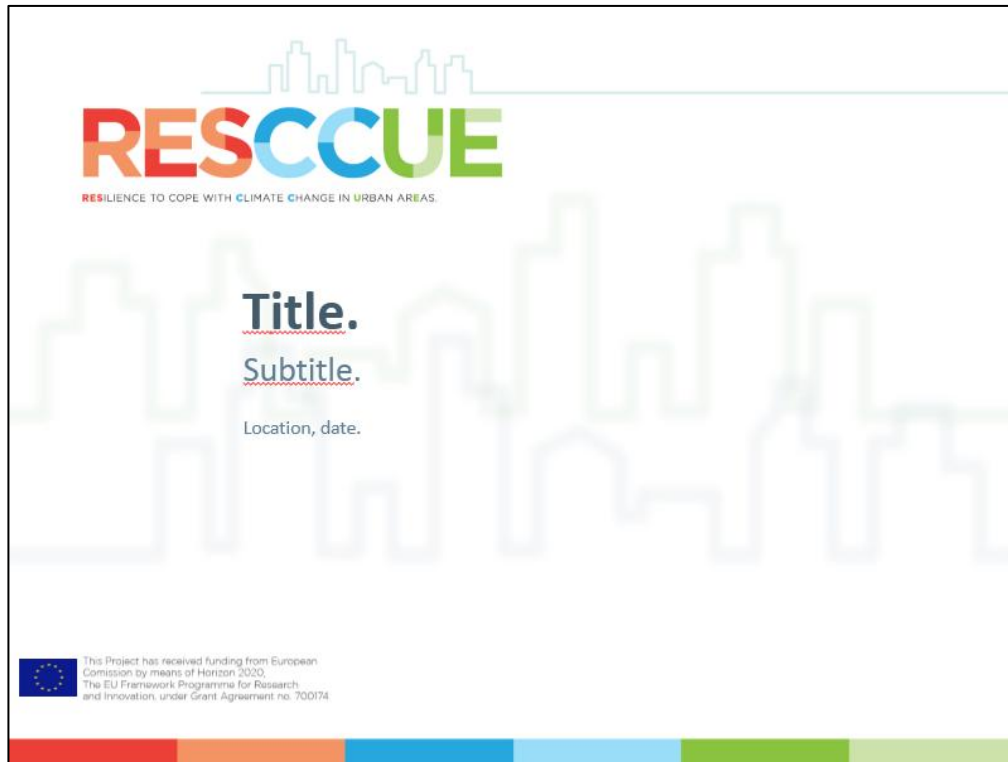 RESCCUE
RESILIENCE TO COPE WITH CLIMATE CHANGE IN URBAN AREAS.
Title.
Subtitle.
Location, date.
This Project has received funding from European
Comission by means of Horizon 2020,
The EU Framework Programme for Research
and Innovation, under Grant Agreement no. 700174